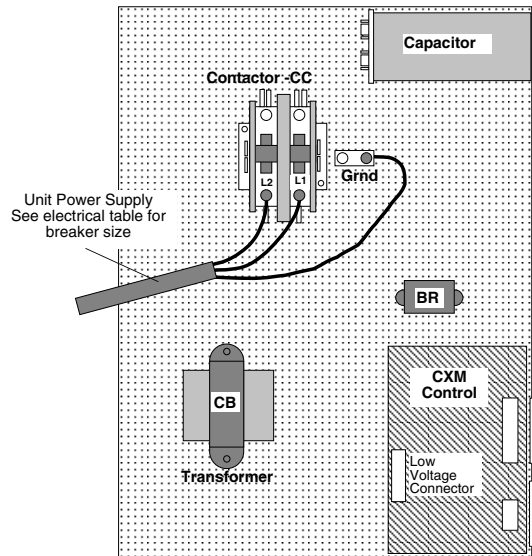 Capacitor
Contactor -CC
L2
L1
Grnd
Unit Power Supply
See electrical table for
breaker size
BR
CXM
Control
CB
Low
Voltage
Connector
Transformer